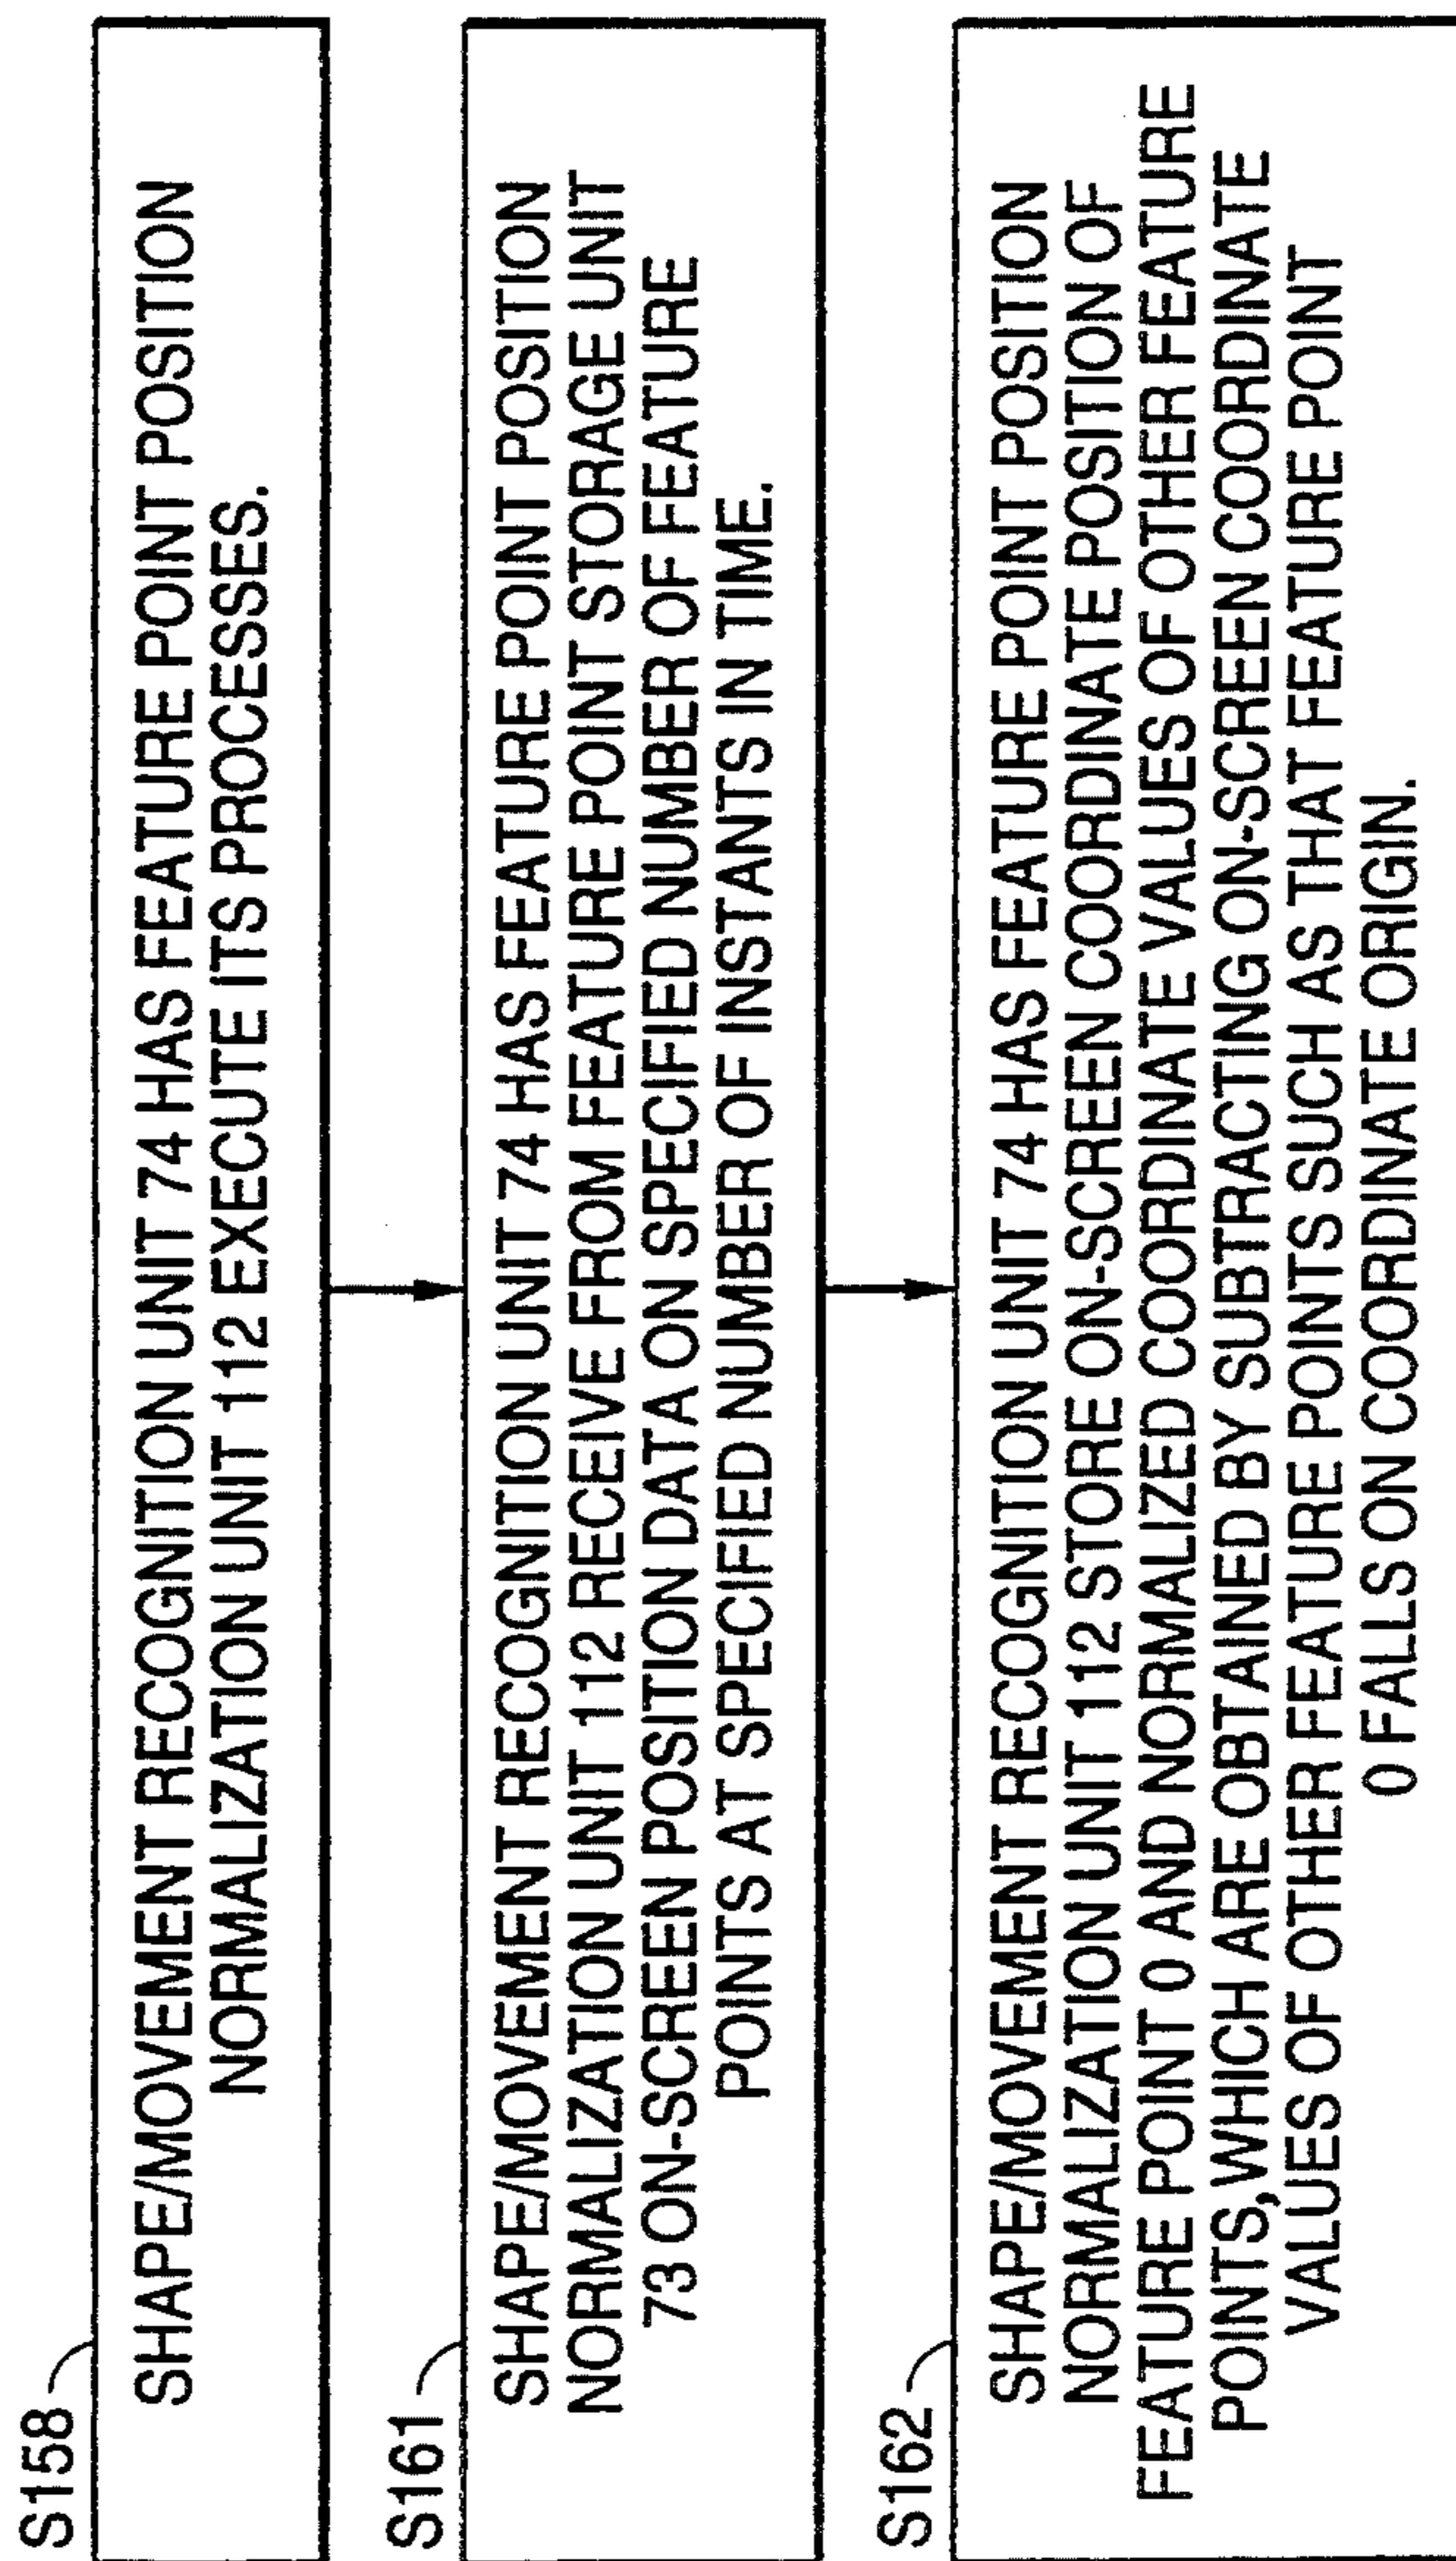 S158
SHAPE/MOVEMENT RECOGNITION UNIT 74 HAS FEATURE POINT POSITION
NORMALIZATION UNIT 112 EXECUTE ITS PROCESSES.
S161
SHAPE/MOVEMENT RECOGNITION UNIT 74 HAS FEATURE POINT POSITION
NORMALIZATION UNIT 112 RECEIVE FROM FEATURE POINT STORAGE UNIT
73 ON-SCREEN POSITION DATA ON SPECIFIED NUMBER OF FEATURE
POINTS AT SPECIFIED NUMBER OF INSTANTS IN TIME.
S162
SHAPE/MOVEMENT RECOGNITION UNIT 74 HAS FEATURE POINT POSITION
NORMALIZATION UNIT 112 STORE ON-SCREEN COORDINATE POSITION OF
FEATURE POINT 0 AND NORMALIZED COORDINATE VALUES OF OTHER FEATURE
POINTS,WHICH ARE OBTAINED BY SUBTRACTING ON-SCREEN COORDINATE
VALUES OF OTHER FEATURE POINTS SUCH AS THAT FEATURE POINT
0 FALLS ON COORDINATE ORIGIN.